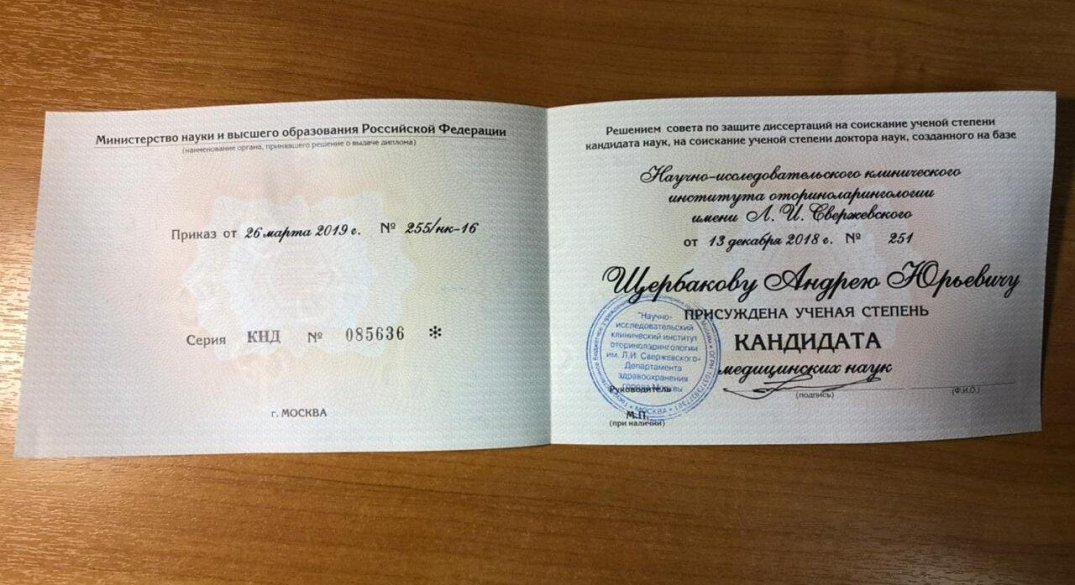 Министерство науки и высшего образования Российской Федерации
(наименование органа, принявшего решение о выдаче диплома)
Приказ от 26 марта 2019 г. № 255/нк-16
Серия КНД № 085636 *
г. МОСКВА
Решением совета по защите диссертаций на соискание ученой степени
кандидата наук, на соискание ученой степени доктора наук, созданного на базе
Научно-исследовательского клинического
института оториноларингологии
имени Л. И. Свержевского
от 13 декабря 2018 г. № 251
Щербакову Андрею Юрьевичу
ПРИСУЖДЕНА УЧЕНАЯ СТЕПЕНЬ
КАНДИДАТА
медицинских наук
"Научно-
исследовательский
клинический институт
оториноларингологии
им. Л.И. Свержевского"
Департамента
здравоохранения
города Москвы
МОСКВА
Руководитель
(подпись)
(Ф.И.О.)
М.П.
(при наличии)